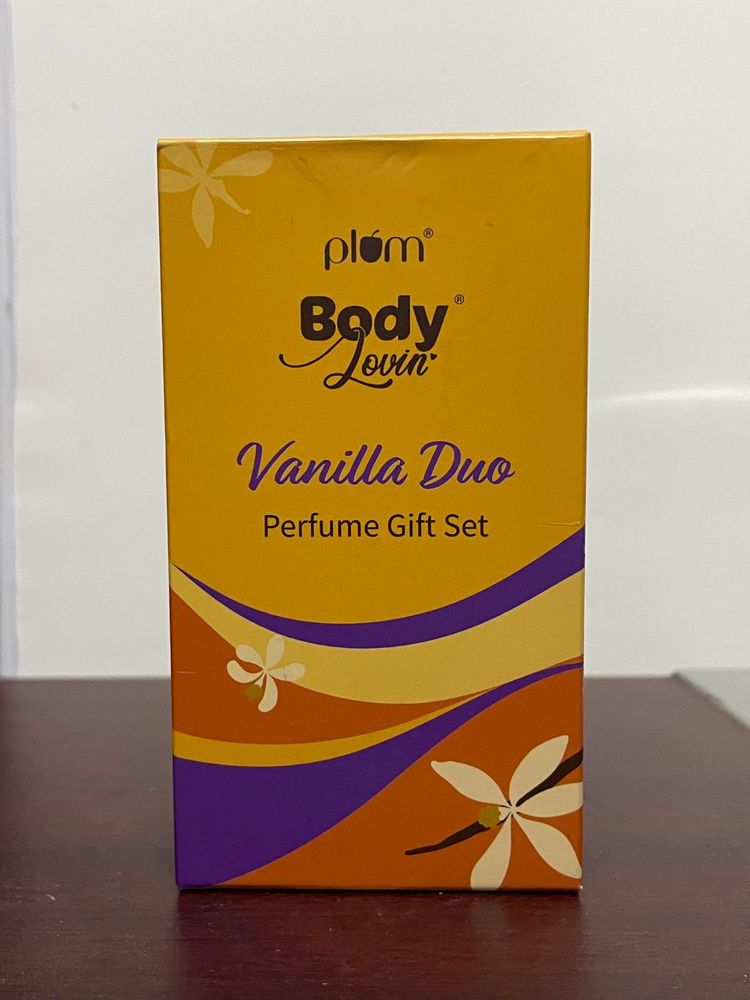 plum®
Body®
Lovin'
Vanilla Duo
Perfume Gift Set